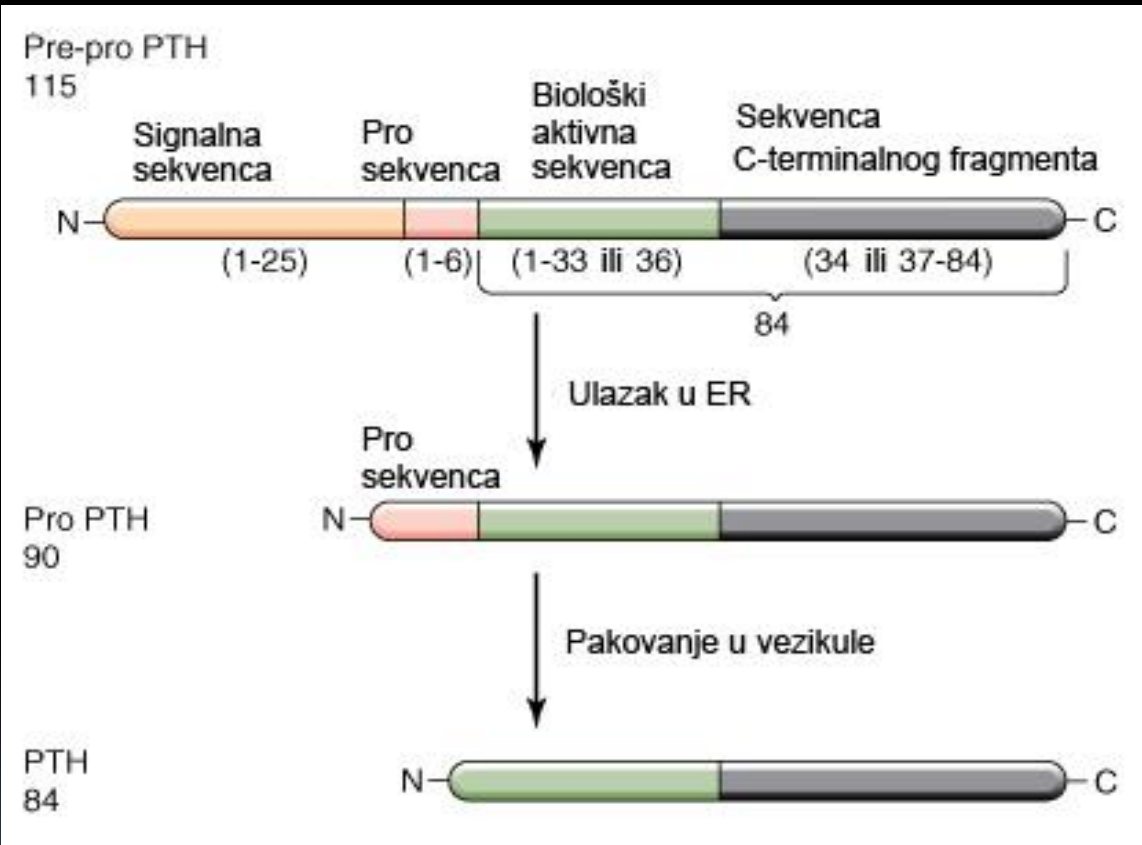 Pre-pro PTH
115
Signalna
sekvenca
Pro
sekvenca
Biološki
aktivna
sekvenca
Sekvenca
C-terminalnog fragmenta
N
C
(1-25)
(1-6)
(1-33 ili 36)
(34 ili 37-84)
84
Ulazak u ER
Pro
sekvenca
Pro PTH
90
N
C
Pakovanje u vezikule
PTH
84
N
C